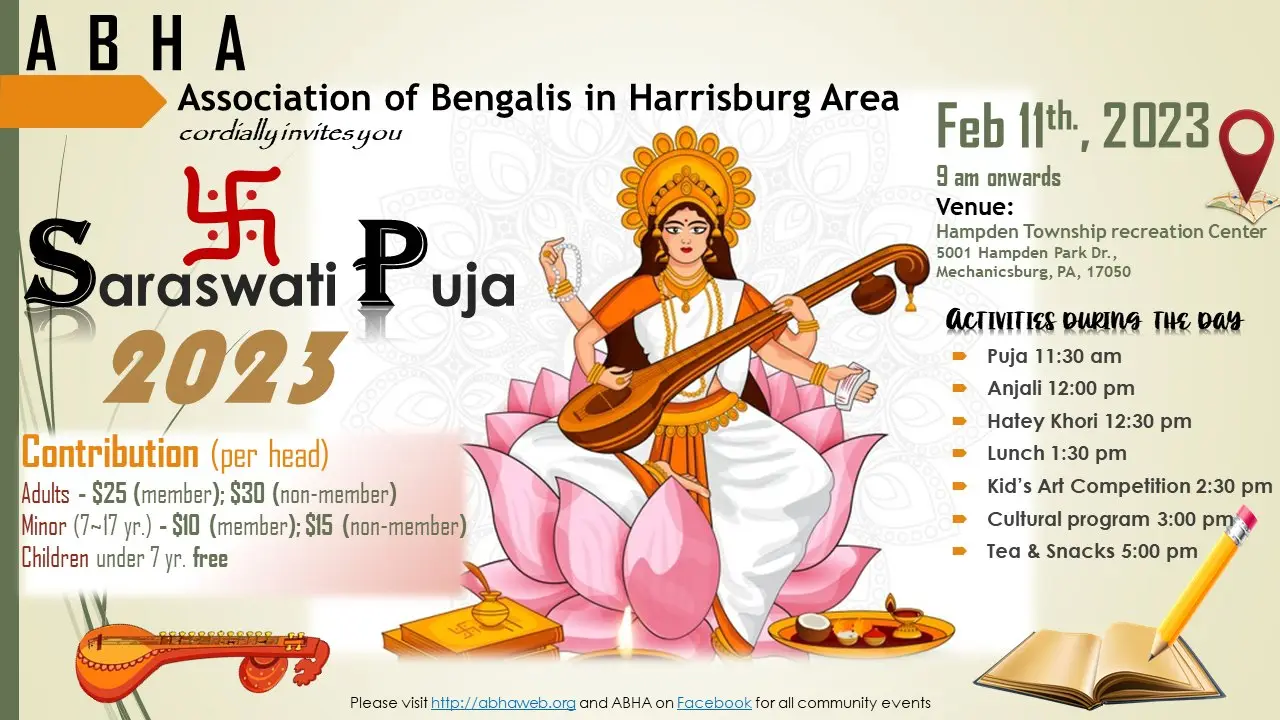 A B H A
Association of Bengalis in Harrisburg Area
cordially invites you
Saraswati Puja
2023
Contribution (per head)
Adults - $25 (member); $30 (non-member)
Minor (7~17 yr.) - $10 (member); $15 (non-member)
Children under 7 yr. free
Feb 11th., 2023
9 am onwards
Venue:
Hampden Township recreation Center
5001 Hampden Park Dr.,
Mechanicsburg, PA, 17050
Activities during the day
Puja 11:30 am
Anjali 12:00 pm
Hatey Khori 12:30 pm
Lunch 1:30 pm
Kid's Art Competition 2:30 pm
Cultural program 3:00 pm
Tea & Snacks 5:00 pm
Please visit http://abhaweb.org and ABHA on Facebook for all community events